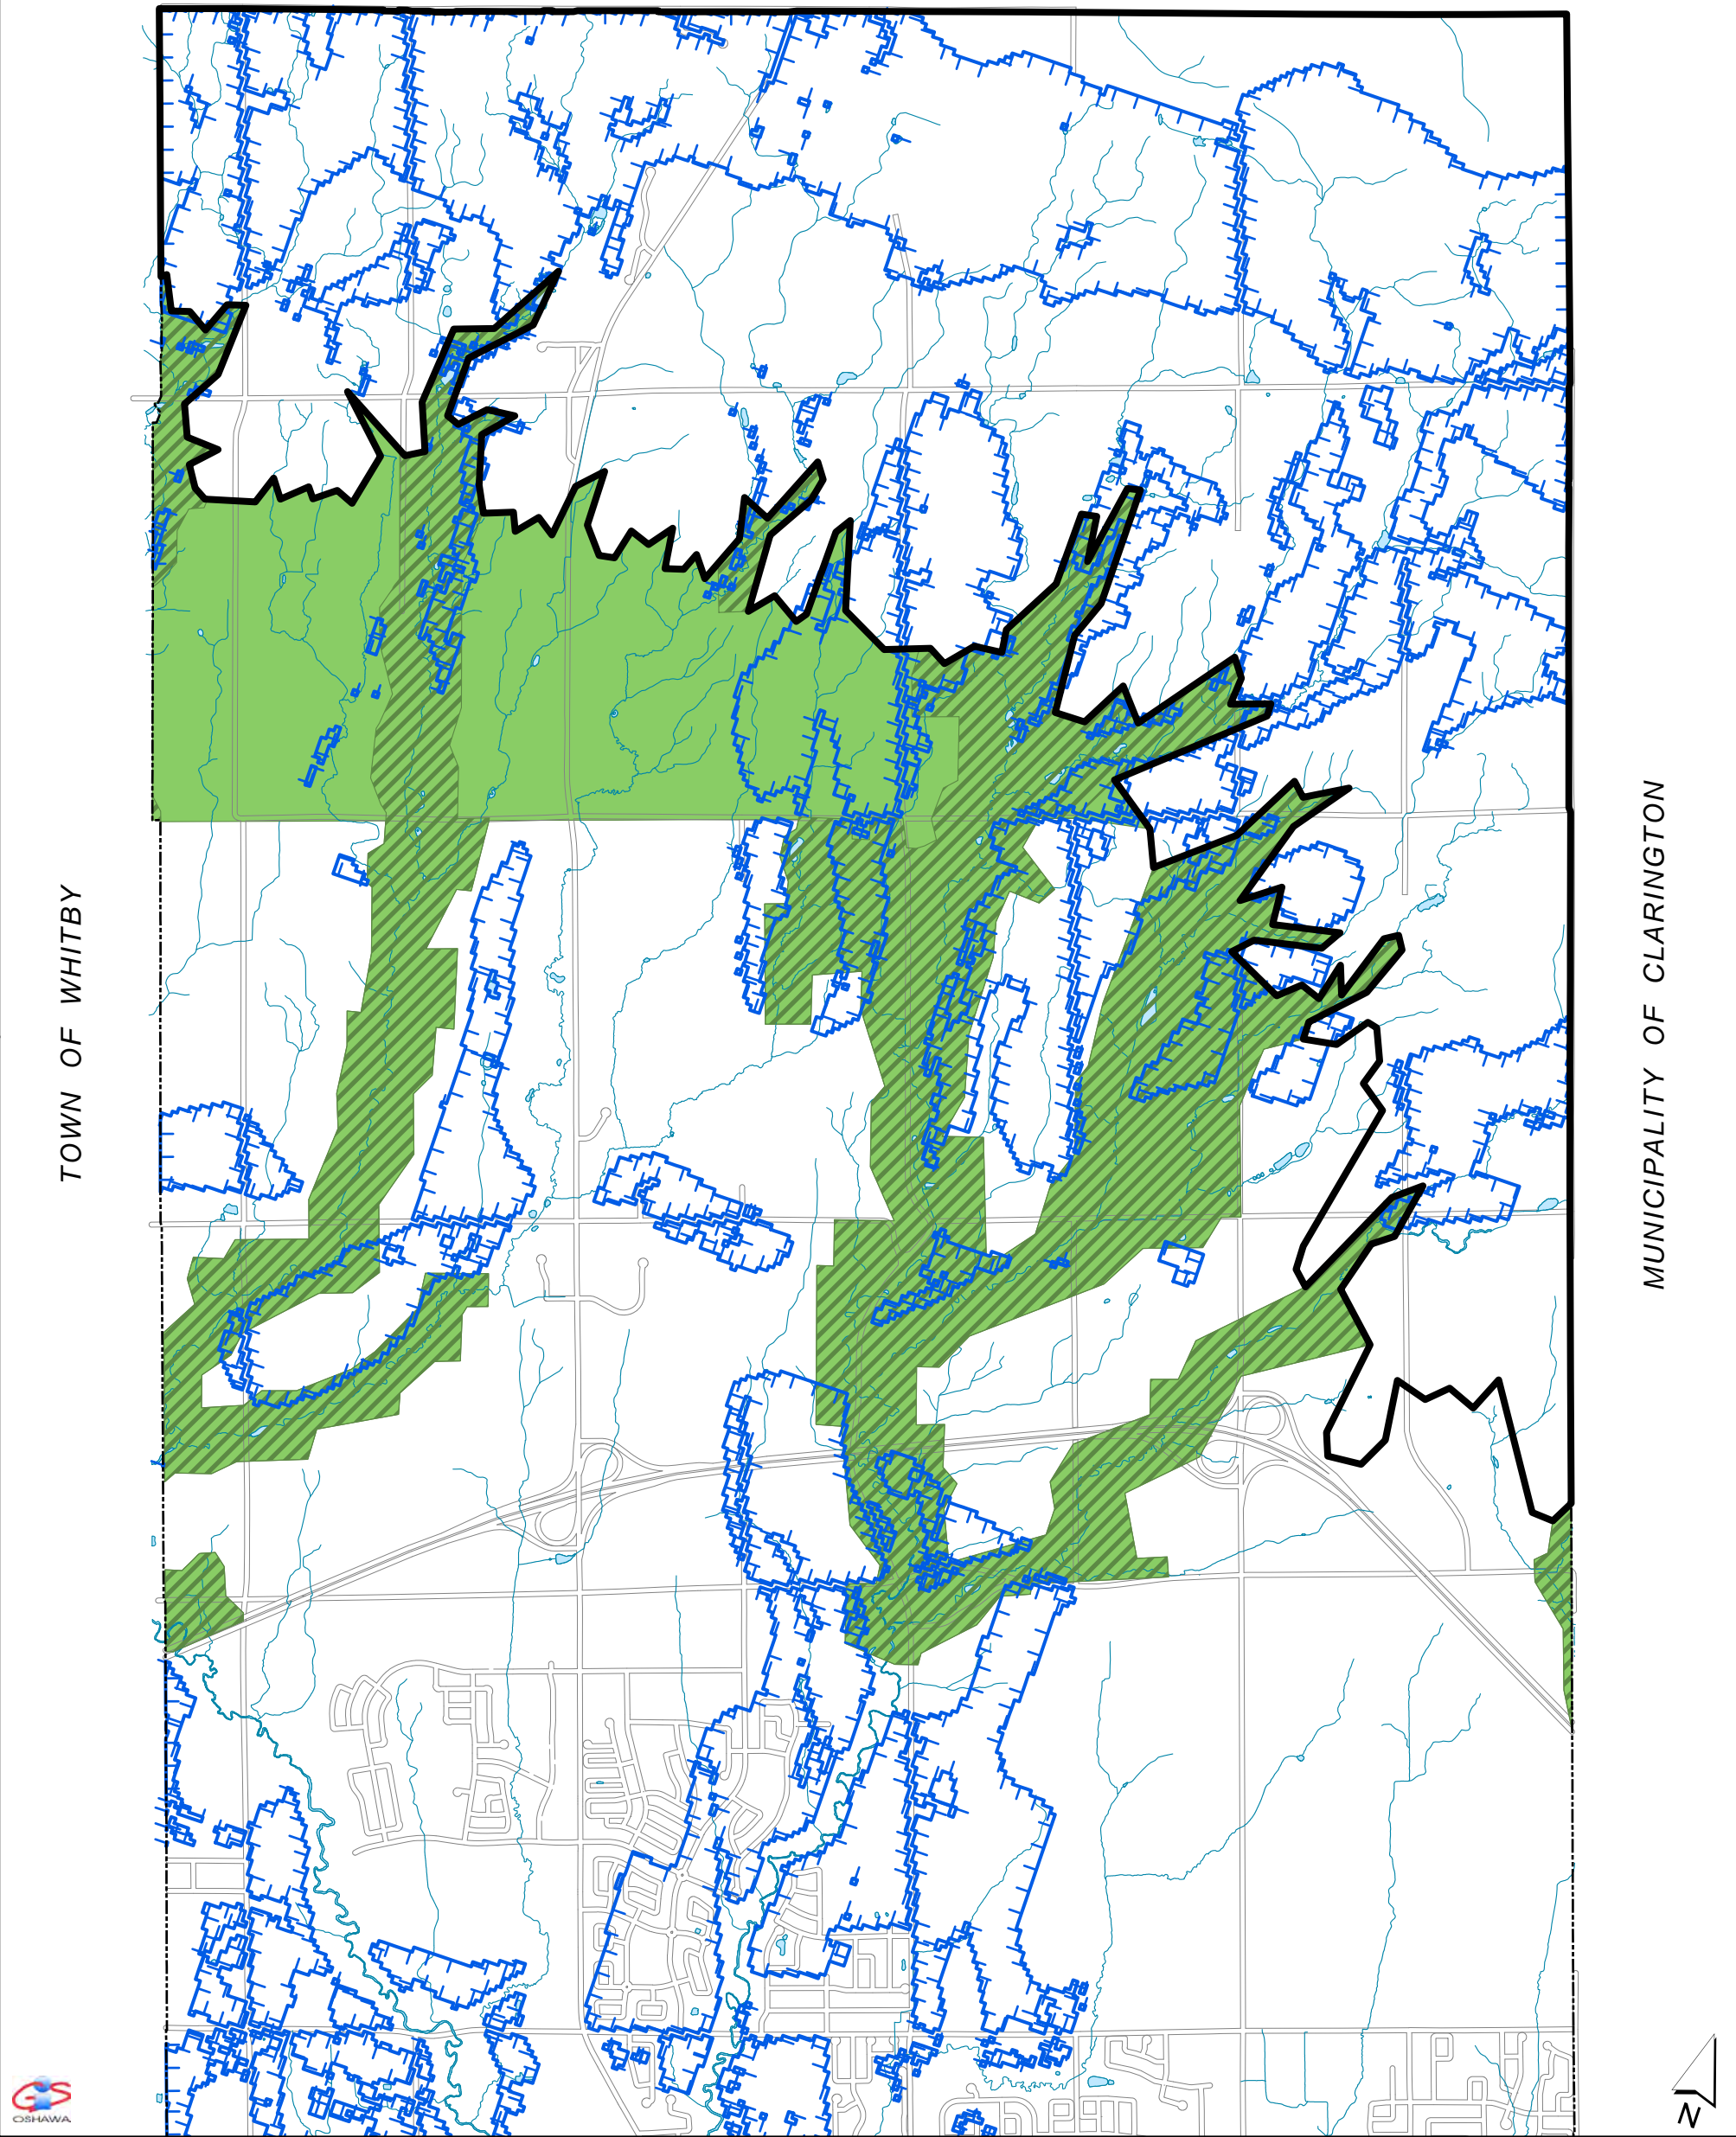 TOWN OF WHITBY
MUNICIPALITY OF CLARINGTON
GIS
OSHAWA
N